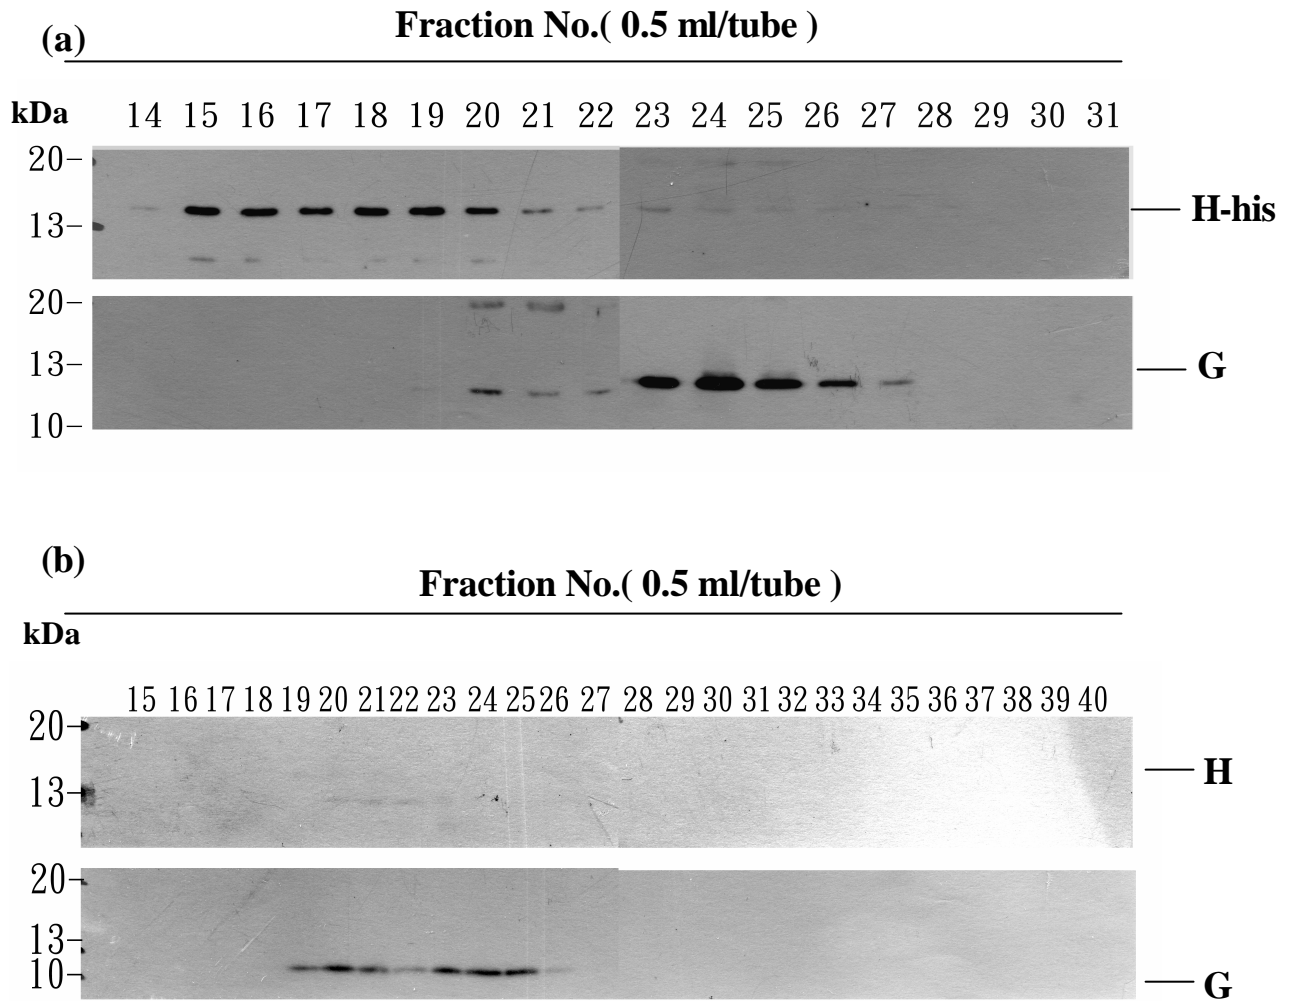 (a)
Fraction No.( 0.5 ml/tube )
kDa 14 15 16 17 18 19 20 21 22 23 24 25 26 27 28 29 30 31
20-
H-his
13-
20-
13-
G
10-
(b)
Fraction No.( 0.5 ml/tube )
kDa
15 16 17 18 19 20 21 22 23 24 25 26 27 28 29 30 31 32 33 34 35 36 37 38 39 40
20-
H
13-
20-
13-
10-
G